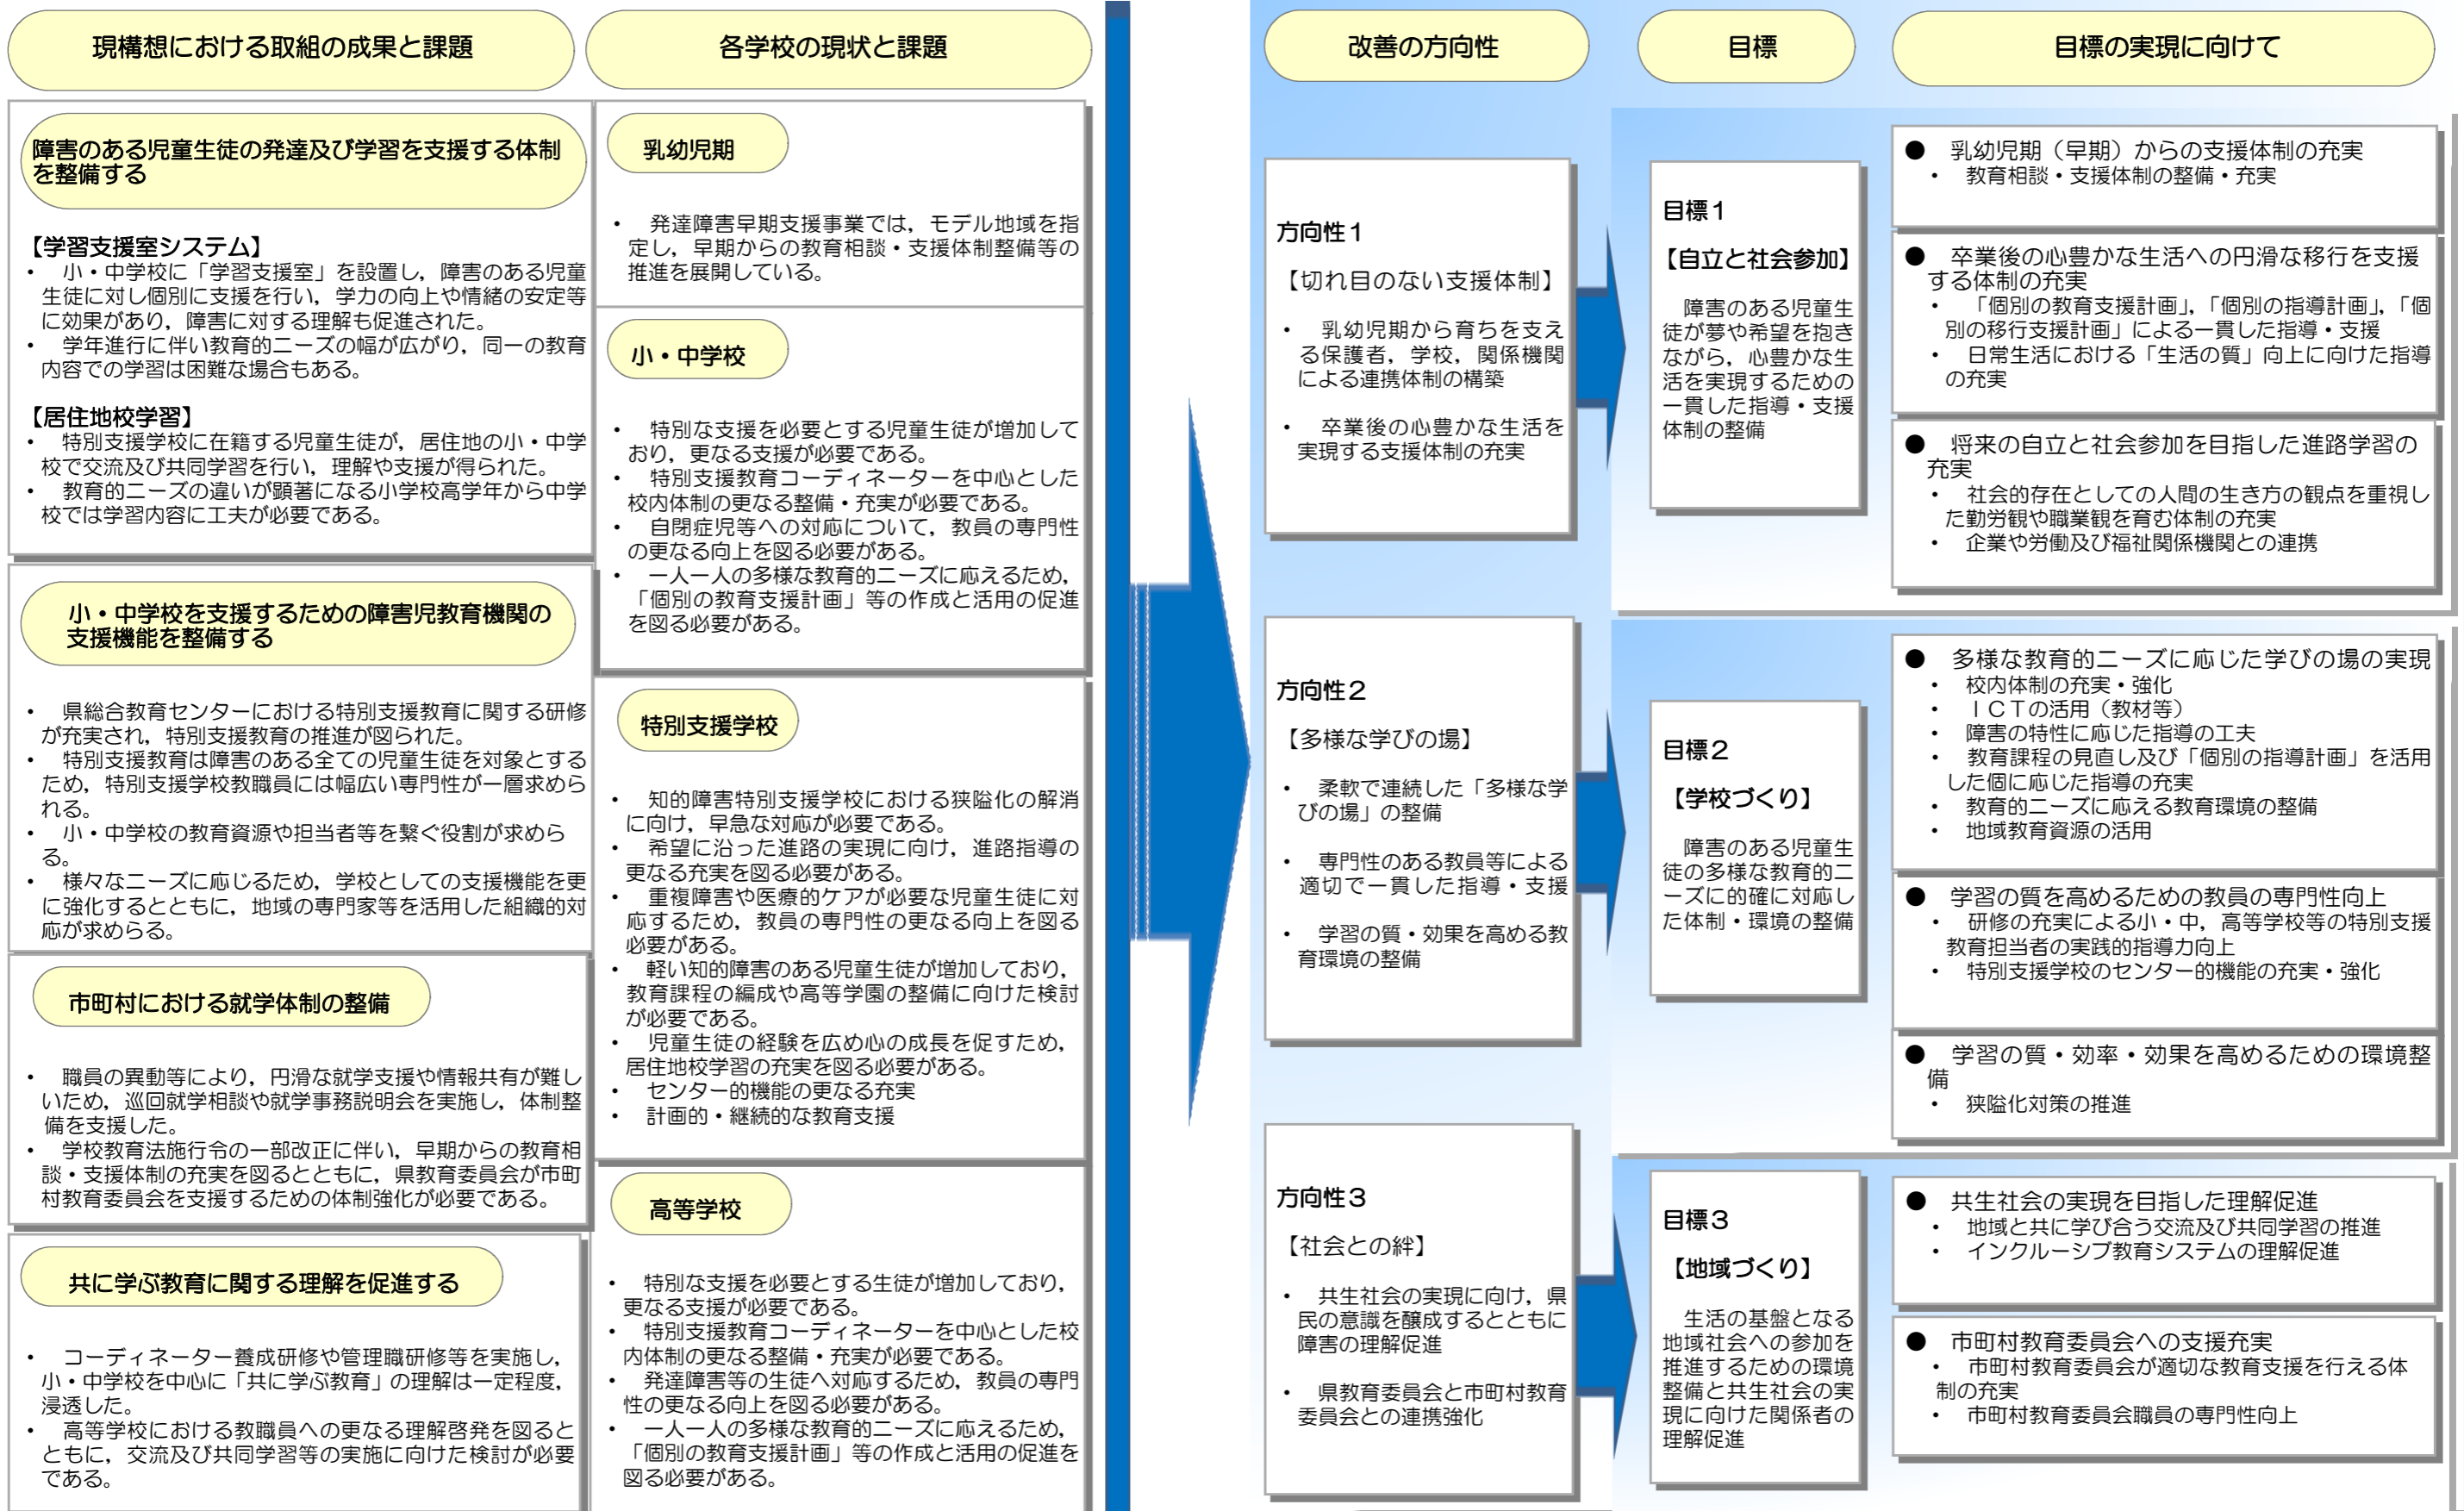 現構想における取組の成果と課題
障害のある児童生徒の発達及び学習を支援する体制
を整備する
【学習支援室システム】
・ 小・中学校に「学習支援室」を設置し，障害のある児童
生徒に対し個別に支援を行い，学力の向上や情緒の安定等
に効果があり，障害に対する理解も促進された。
・ 学年進行に伴い教育的ニーズの幅が広がり，同一の教育
内容での学習は困難な場合もある。
【居住地校学習】
・ 特別支援学校に在籍する児童生徒が，居住地の小・中学
校で交流及び共同学習を行い，理解や支援が得られた。
・ 教育的ニーズの違いが顕著になる小学校高学年から中学
校では学習内容に工夫が必要である。
小・中学校を支援するための障害児教育機関の
支援機能を整備する
・ 県総合教育センターにおける特別支援教育に関する研修
が充実され，特別支援教育の推進が図られた。
・ 特別支援教育は障害のある全ての児童生徒を対象とする
ため，特別支援学校教職員には幅広い専門性が一層求めら
れる。
・ 小・中学校の教育資源や担当者等を繋ぐ役割が求めら
る。
・ 様々なニーズに応じるため，学校としての支援機能を更
に強化するとともに，地域の専門家等を活用した組織的対
応が求めらる。
市町村における就学体制の整備
・ 職員の異動等により，円滑な就学支援や情報共有が難し
いため，巡回就学相談や就学事務説明会を実施し，体制整
備を支援した。
・ 学校教育法施行令の一部改正に伴い，早期からの教育相
談・支援体制の充実を図るとともに，県教育委員会が市町
村教育委員会を支援するための体制強化が必要である。
共に学ぶ教育に関する理解を促進する
・ コーディネーター養成研修や管理職研修等を実施し，
小・中学校を中心に「共に学ぶ教育」の理解は一定程度，
浸透した。
・ 高等学校における教職員への更なる理解啓発を図ると
ともに，交流及び共同学習等の実施に向けた検討が必要
である。
各学校の現状と課題
乳幼児期
・ 発達障害早期支援事業では，モデル地域を指
定し，早期からの教育相談・支援体制整備等の
推進を展開している。
小・中学校
・ 特別な支援を必要とする児童生徒が増加して
おり，更なる支援が必要である。
・ 特別支援教育コーディネーターを中心とした
校内体制の更なる整備・充実が必要である。
・ 自閉症児等への対応について，教員の専門性
の更なる向上を図る必要がある。
・ 一人一人の多様な教育的ニーズに応えるため，
「個別の教育支援計画」等の作成と活用の促進
を図る必要がある。
特別支援学校
・ 知的障害特別支援学校における狭隘化の解消
に向け，早急な対応が必要である。
・ 希望に沿った進路の実現に向け，進路指導の
更なる充実を図る必要がある。
・ 重複障害や医療的ケアが必要な児童生徒に対
応するため，教員の専門性の更なる向上を図る
必要がある。
・ 軽い知的障害のある児童生徒が増加しており，
教育課程の編成や高等学園の整備に向けた検討
が必要である。
・ 児童生徒の経験を広め心の成長を促すため，
居住地校学習の充実を図る必要がある。
・ センター的機能の更なる充実
・ 計画的・継続的な教育支援
高等学校
・ 特別な支援を必要とする生徒が増加しており，
更なる支援が必要である。
・ 特別支援教育コーディネーターを中心とした校
内体制の更なる整備・充実が必要である。
・ 発達障害等の生徒へ対応するため，教員の専門
性の更なる向上を図る必要がある。
・ 一人一人の多様な教育的ニーズに応えるため，
「個別の教育支援計画」等の作成と活用の促進を
図る必要がある。
改善の方向性
方向性１
【切れ目のない支援体制】
・ 乳幼児期から育ちを支え
る保護者，学校，関係機関
による連携体制の構築
・ 卒業後の心豊かな生活を
実現する支援体制の充実
方向性２
【多様な学びの場】
・ 柔軟で連続した「多様な学
びの場」の整備
・ 専門性のある教員等による
適切で一貫した指導・支援
・ 学習の質・効果を高める教
育環境の整備
方向性３
【社会との絆】
・ 共生社会の実現に向け，県
民の意識を醸成するとともに
障害の理解促進
・ 県教育委員会と市町村教育
委員会との連携強化
目標
目標１
【自立と社会参加】
障害のある児童生
徒が夢や希望を抱き
ながら，心豊かな生
活を実現するための
一貫した指導・支援
体制の整備
目標２
【学校づくり】
障害のある児童生
徒の多様な教育的ニ
ーズに的確に対応し
た体制・環境の整備
目標３
【地域づくり】
生活の基盤となる
地域社会への参加を
推進するための環境
整備と共生社会の実
現に向けた関係者の
理解促進
目標の実現に向けて
● 乳幼児期（早期）からの支援体制の充実
・ 教育相談・支援体制の整備・充実
● 卒業後の心豊かな生活への円滑な移行を支援
する体制の充実
・ 「個別の教育支援計画」，「個別の指導計画」，「個
別の移行支援計画」による一貫した指導・支援
・ 日常生活における「生活の質」向上に向けた指導
の充実
● 将来の自立と社会参加を目指した進路学習の
充実
・ 社会的存在としての人間の生き方の観点を重視し
た勤労観や職業観を育む体制の充実
・ 企業や労働及び福祉関係機関との連携
● 多様な教育的ニーズに応じた学びの場の実現
・ 校内体制の充実・強化
・ ＩＣＴの活用（教材等）
・ 障害の特性に応じた指導の工夫
・ 教育課程の見直し及び「個別の指導計画」を活用
した個に応じた指導の充実
・ 教育的ニーズに応える教育環境の整備
・ 地域教育資源の活用
● 学習の質を高めるための教員の専門性向上
・ 研修の充実による小・中，高等学校等の特別支援
教育担当者の実践的指導力向上
・ 特別支援学校のセンター的機能の充実・強化
● 学習の質・効率・効果を高めるための環境整
備
・ 狭隘化対策の推進
● 共生社会の実現を目指した理解促進
・ 地域と共に学び合う交流及び共同学習の推進
・ インクルーシブ教育システムの理解促進
● 市町村教育委員会への支援充実
・ 市町村教育委員会が適切な教育支援を行える体
制の充実
・ 市町村教育委員会職員の専門性向上